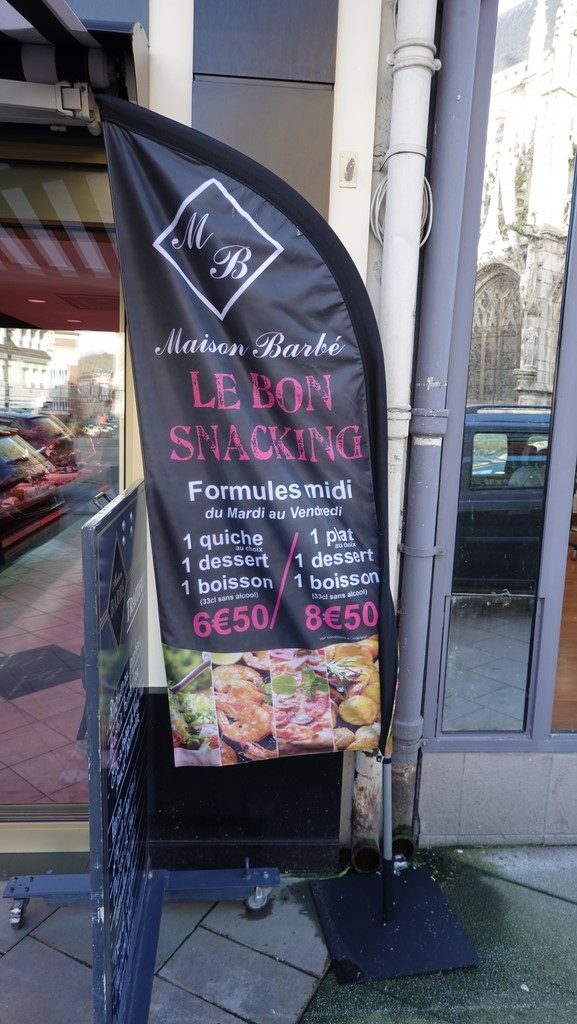 M
B
Maison Barbé
LE BON
SNACKING
Formules midi
du Mardi au Vendredi
1 quiche
au choix
1 dessert
1 boisson
(33cl sans alcool)
6€50
/
1 plat
au choix
1 dessert
1 boisson
(33cl sans alcool)
8€50
BARBÉ